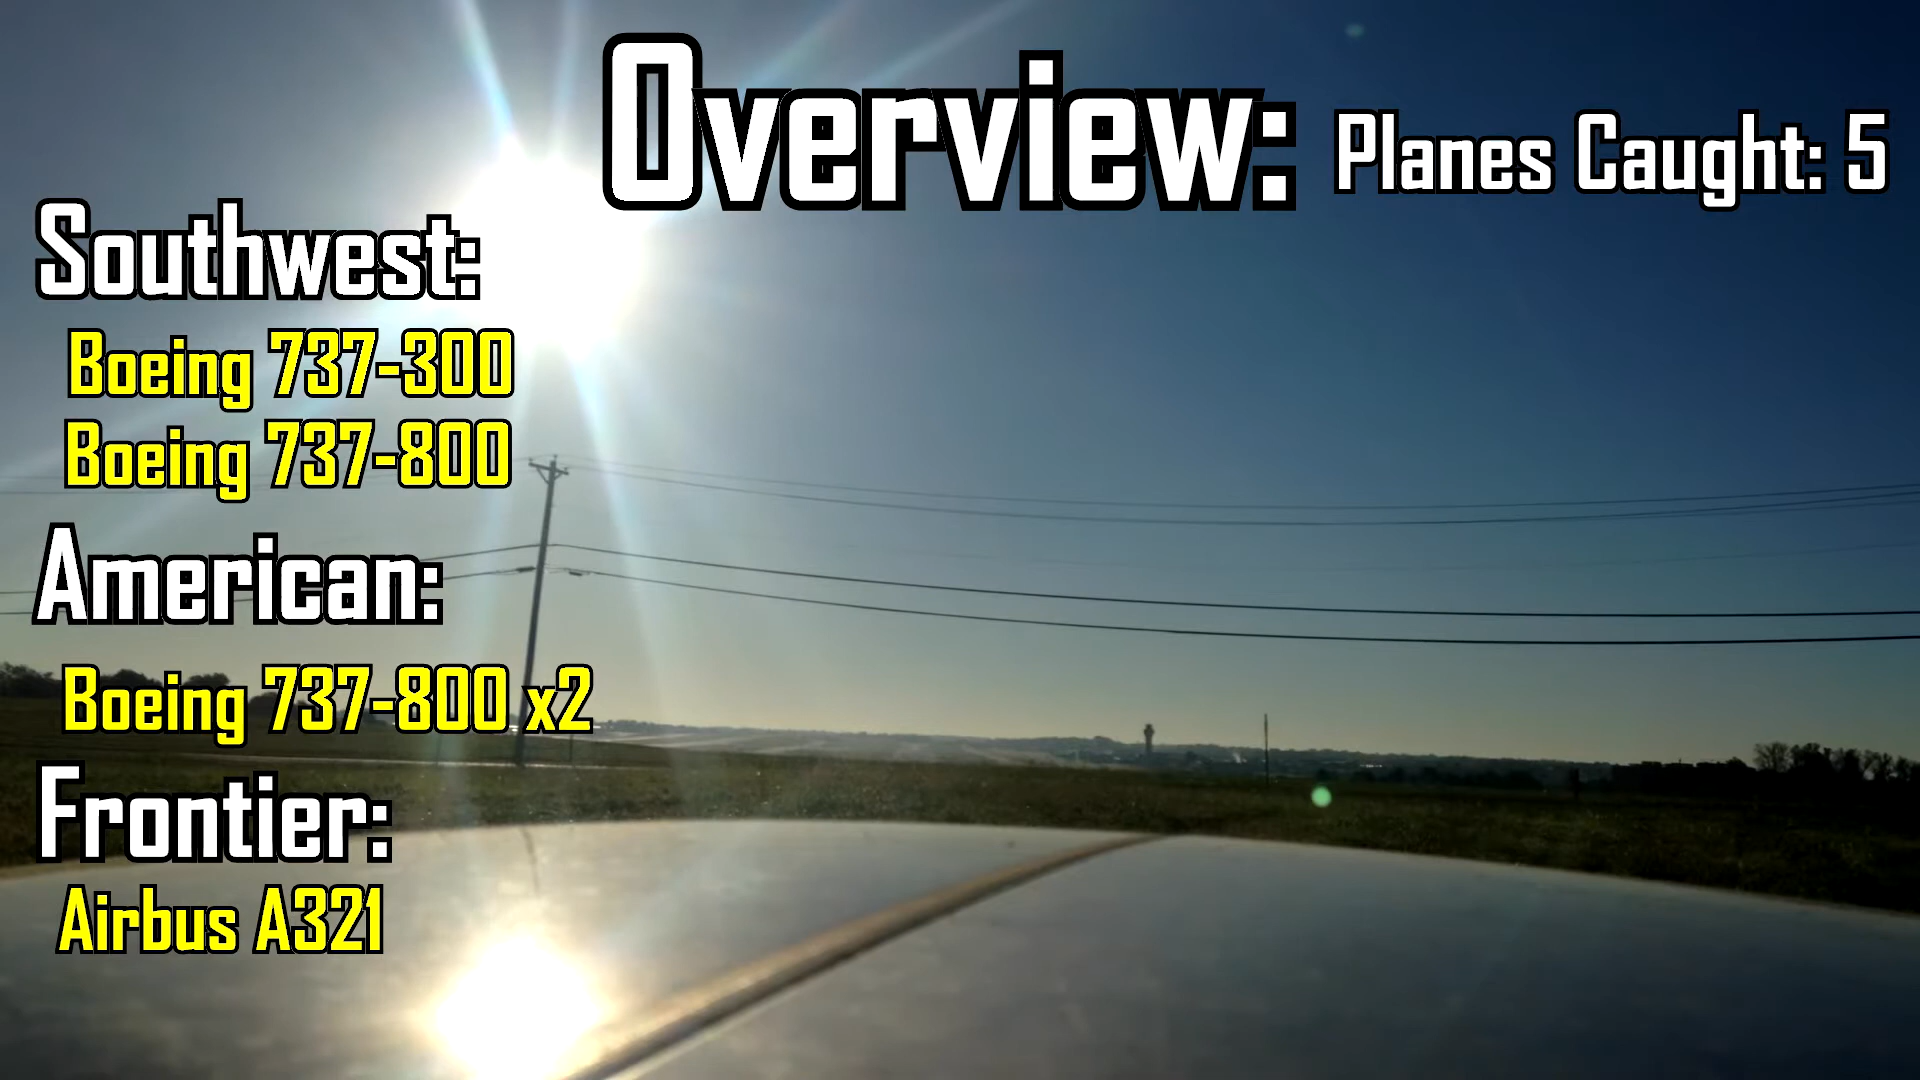 Overview:
Planes Caught: 5
Southwest:
Boeing 737-300
Boeing 737-800
American:
Boeing 737-800 x2
Frontier:
Airbus A321